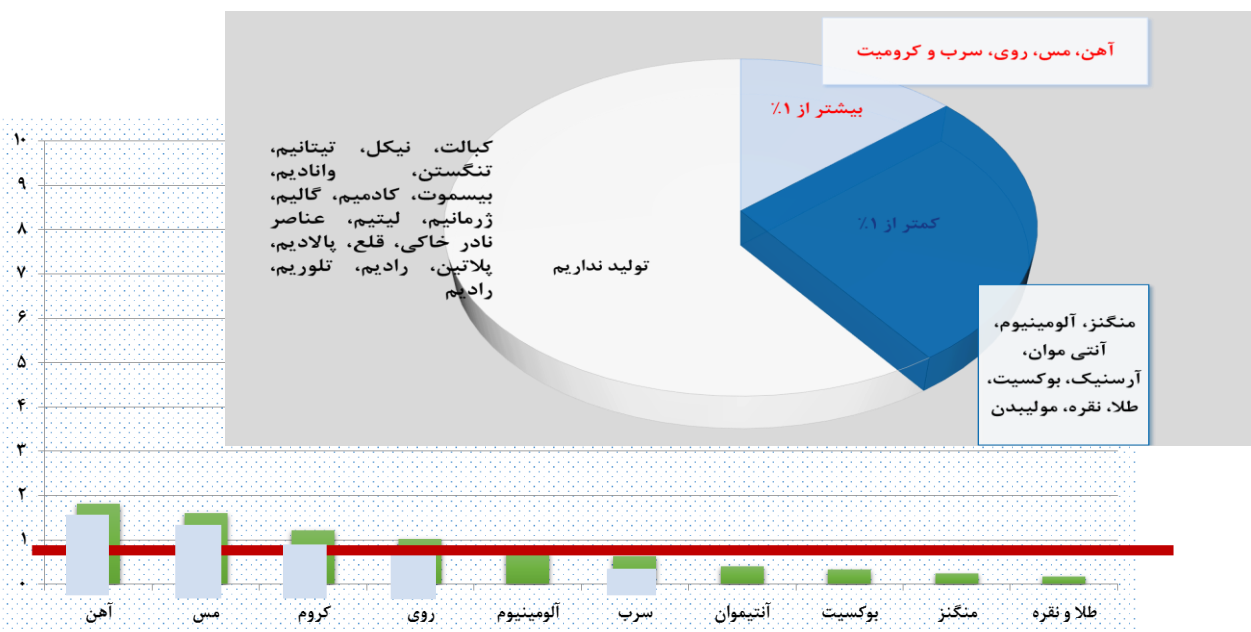 آهن، مس، روی، سرب و کرومیت
بیشتر از ۱٪
کمتر از ۱٪
تولید نداریم
کبالت، نیکل، تیتانیم،
تنگستن، وانادیم،
بیسموت، کادمیم، گالیم،
ژرمانیم، لیتیم، عناصر
نادر خاکی، قلع، پالادیم،
پلاتین، رادیم، تلوریم،
رادیم
منگنز، آلومینیوم،
آنتی موان،
آرسنیک، بوکسیت،
طلا، نقره، مولیبدن
۱۰
۹
۸
۷
۶
۵
۴
۳
۲
۱
۰
آهن
مس
کروم
روی
آلومینیوم
سرب
آنتیموان
بوکسیت
منگنز
طلا و نقره